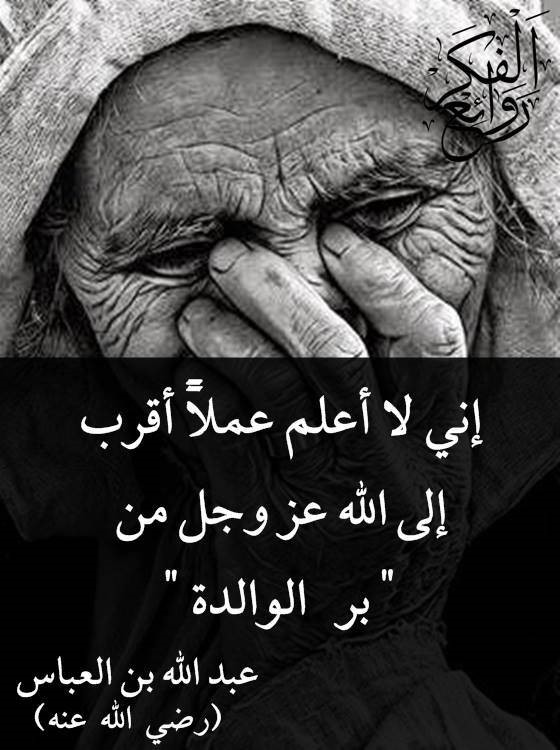 روائع الفكر
إني لا أعلم عملاً أقرب
إلى الله عز وجل من
" بر الوالدة "
عبد الله بن العباس
(رضي الله عنه)